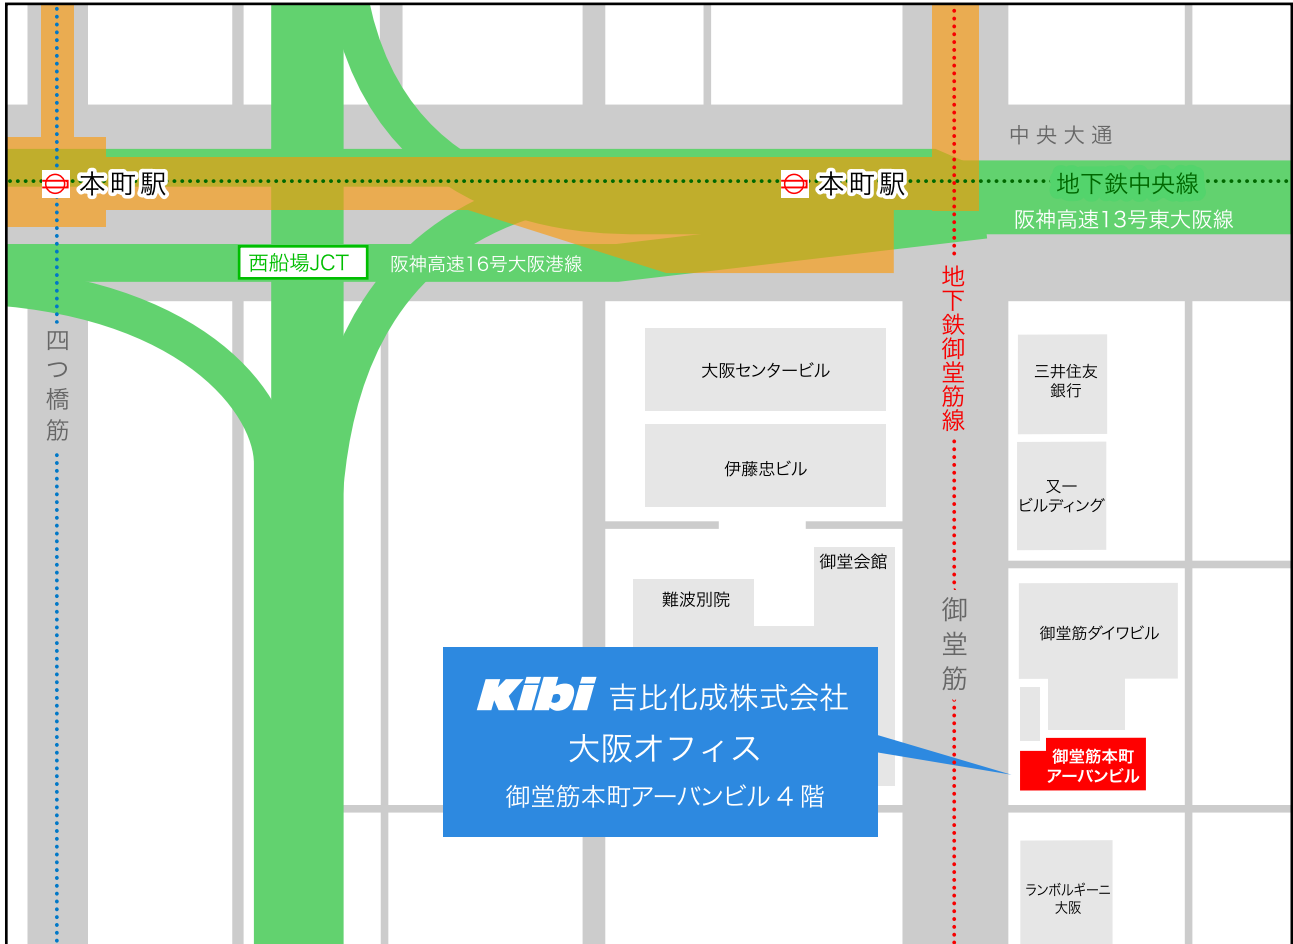 中央大通
本町駅
本町駅
地下鉄中央線
阪神高速13号東大阪線
西船場JCT
阪神高速16号大阪港線
地下鉄御堂筋線
四つ橋筋
大阪センタービル
三井住友
銀行
伊藤忠ビル
又一
ビルディング
御堂会館
難波別院
御堂筋
御堂筋ダイワビル
Kibi 吉比化成株式会社
大阪オフィス
御堂筋本町アーバンビル 4 階
御堂筋本町
アーバンビル
ランボルギーニ
大阪